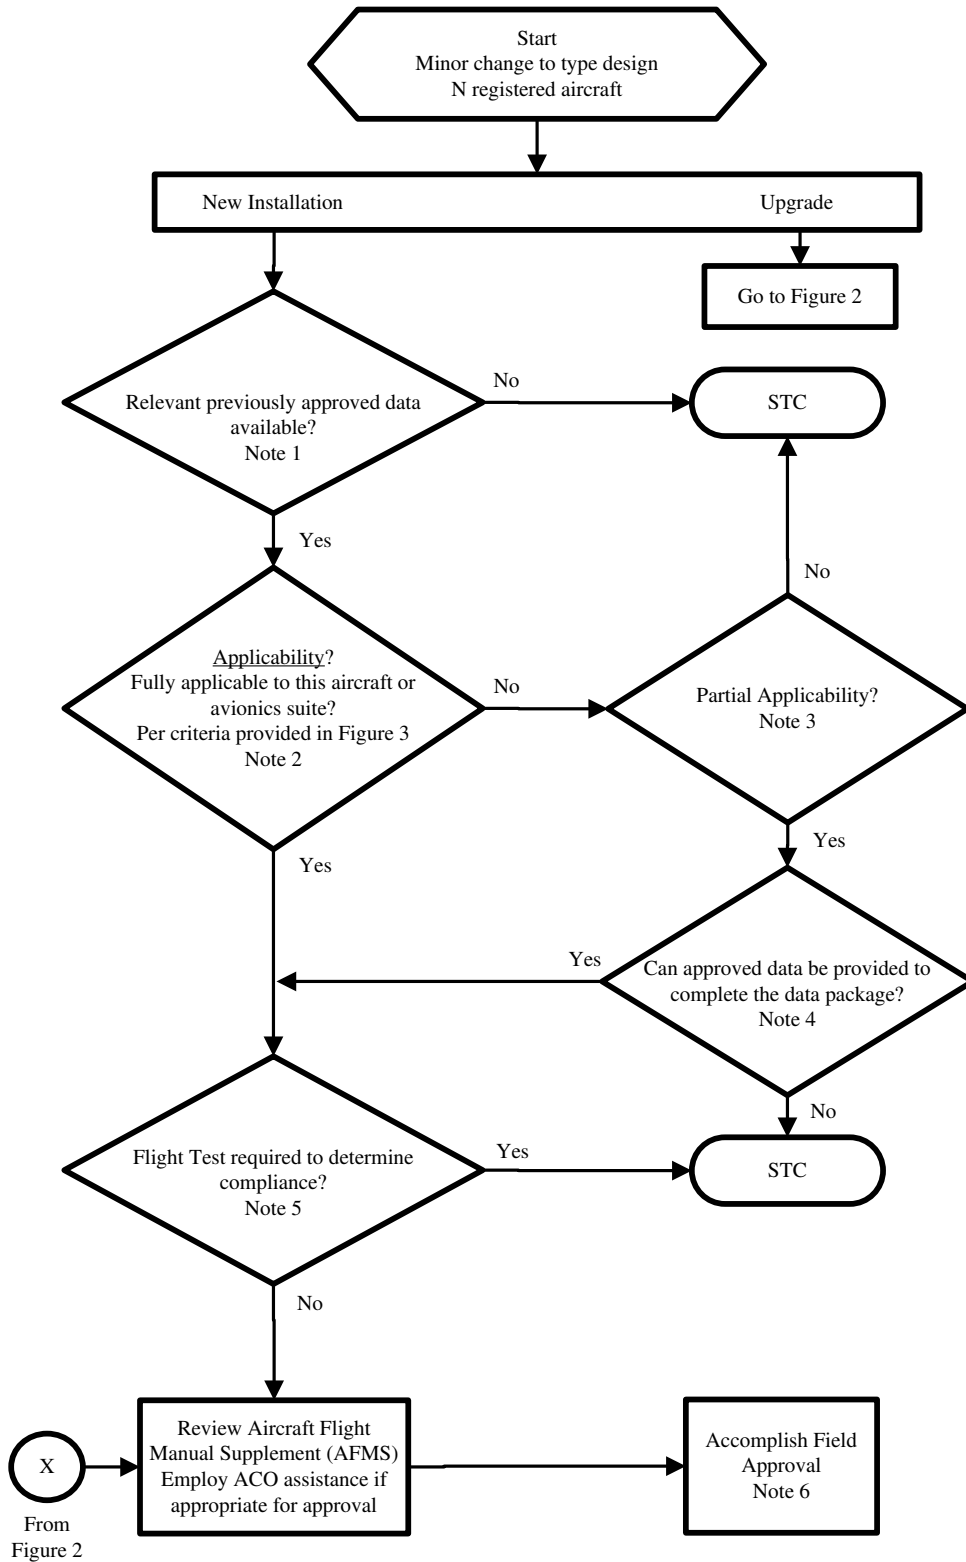 Start
Minor change to type design
N registered aircraft
New Installation
Upgrade
Go to Figure 2
Relevant previously approved data
available?
Note 1
No
STC
Yes
No
Applicability?
Fully applicable to this aircraft or
avionics suite?
Per criteria provided in Figure 3
Note 2
No
Partial Applicability?
Note 3
Yes
Yes
Can approved data be provided to
complete the data package?
Note 4
Yes
No
Flight Test required to determine
compliance?
Note 5
Yes
STC
No
X
From
Figure 2
Review Aircraft Flight
Manual Supplement (AFMS)
Employ ACO assistance if
appropriate for approval
Accomplish Field
Approval
Note 6